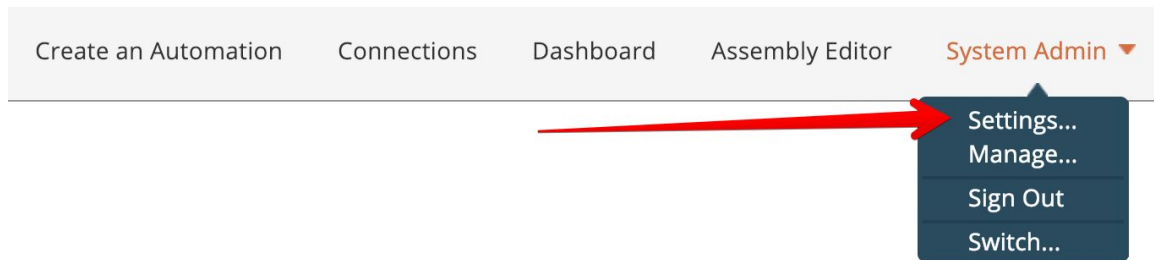 Create an Automation Connections Dashboard Assembly Editor System Admin
Settings...
Manage...
Sign Out
Switch...